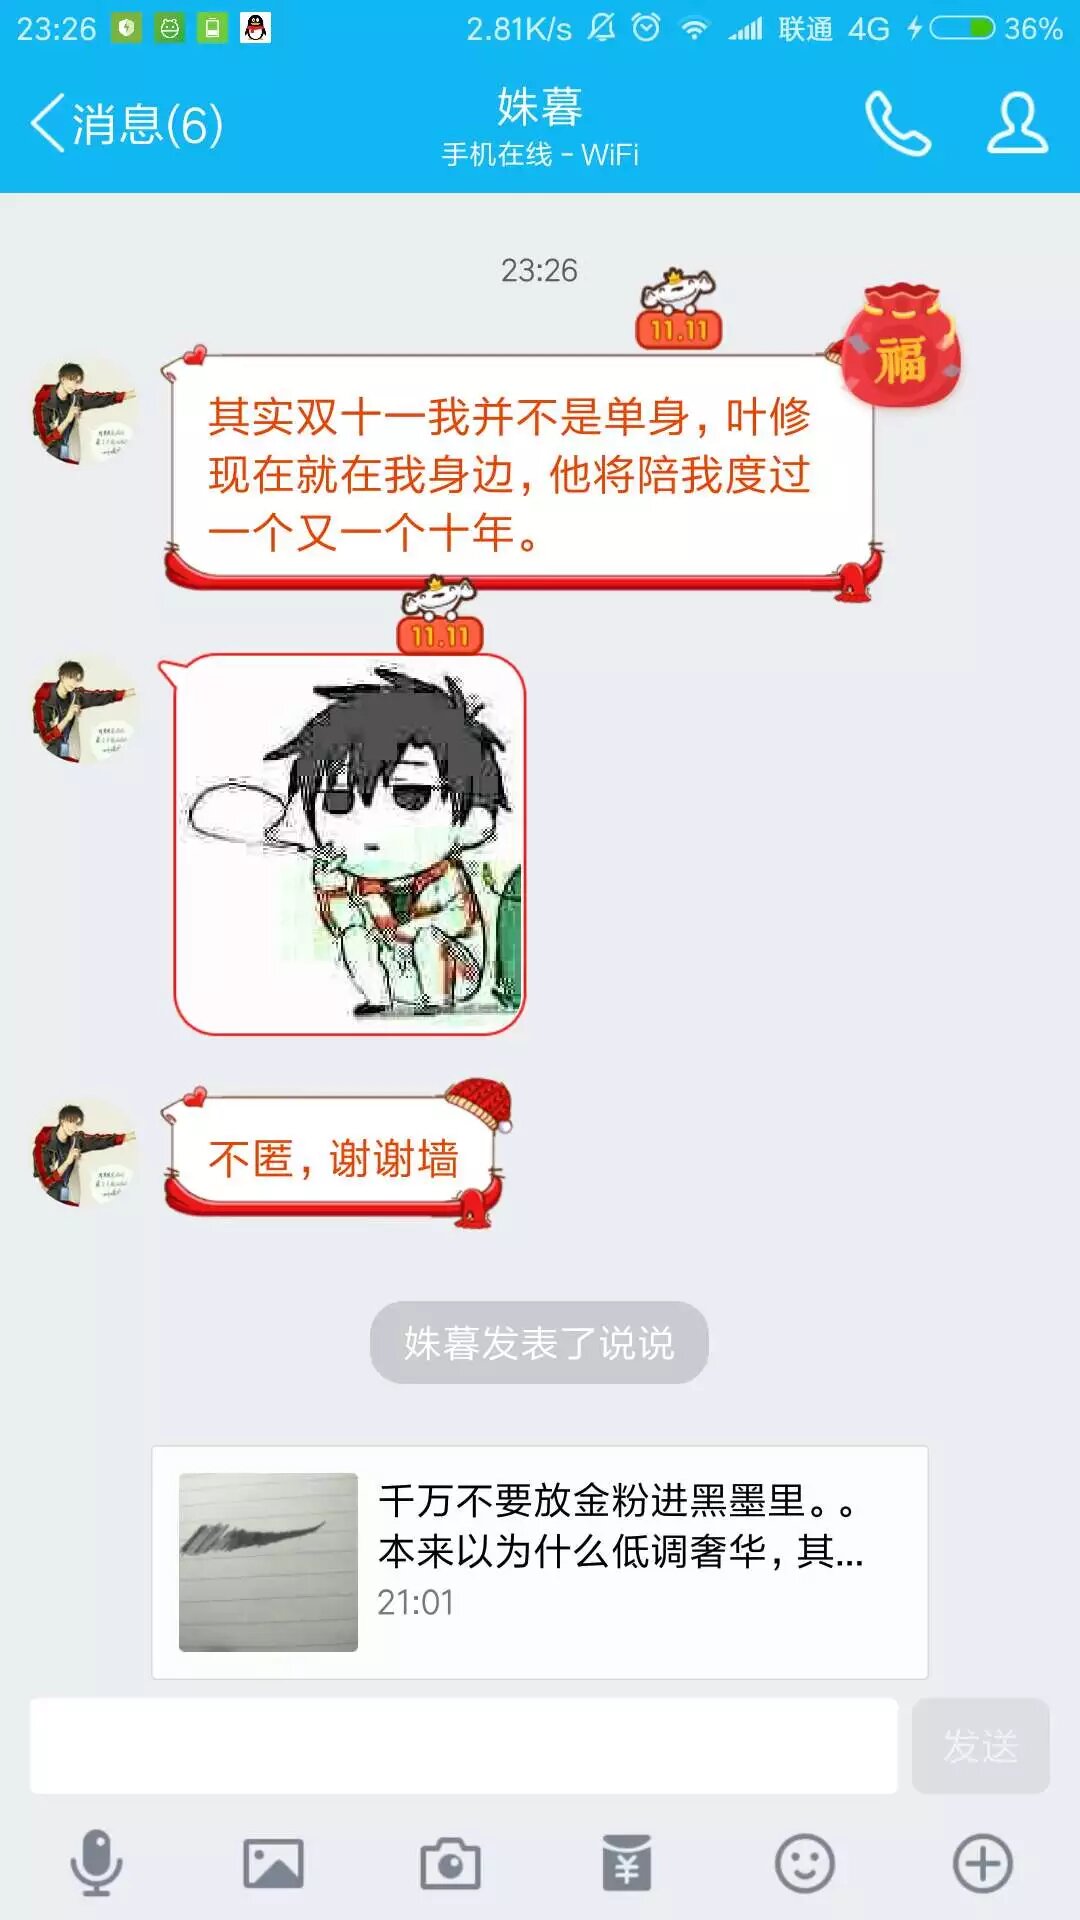 23:26
2.81K/s
联通 4G
36%
消息(6)
姝暮
手机在线 - WiFi
23:26
11.11
福
其实双十一我并不是单身，叶修
现在就在我身边，他将陪我度过
一个又一个十年。
11.11
不匿，谢谢墙
姝暮发表了说说
千万不要放金粉进黑墨里。。
本来以为什么低调奢华，其...
21:01
发送